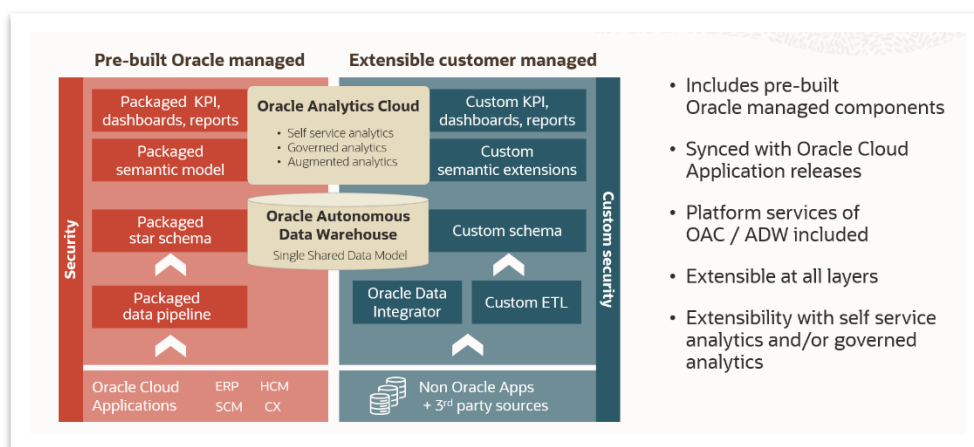 Pre-built Oracle managed
Extensible customer managed
Security
Packaged KPI,
dashboards, reports
Packaged
semantic model
Packaged
star schema
Packaged
data pipeline
Oracle Cloud
Applications
ERP HCM
SCM CX
Oracle Analytics Cloud
• Self service analytics
• Governed analytics
• Augmented analytics
Oracle Autonomous
Data Warehouse
Single Shared Data Model
Custom KPI,
dashboards, reports
Custom
semantic extensions
Custom schema
Oracle Data
Integrator
Custom ETL
Non Oracle Apps
+ 3rd party sources
Custom security
• Includes pre-built
Oracle managed components
• Synced with Oracle Cloud
Application releases
• Platform services of
OAC / ADW included
• Extensible at all layers
• Extensibility with self service
analytics and/or governed
analytics